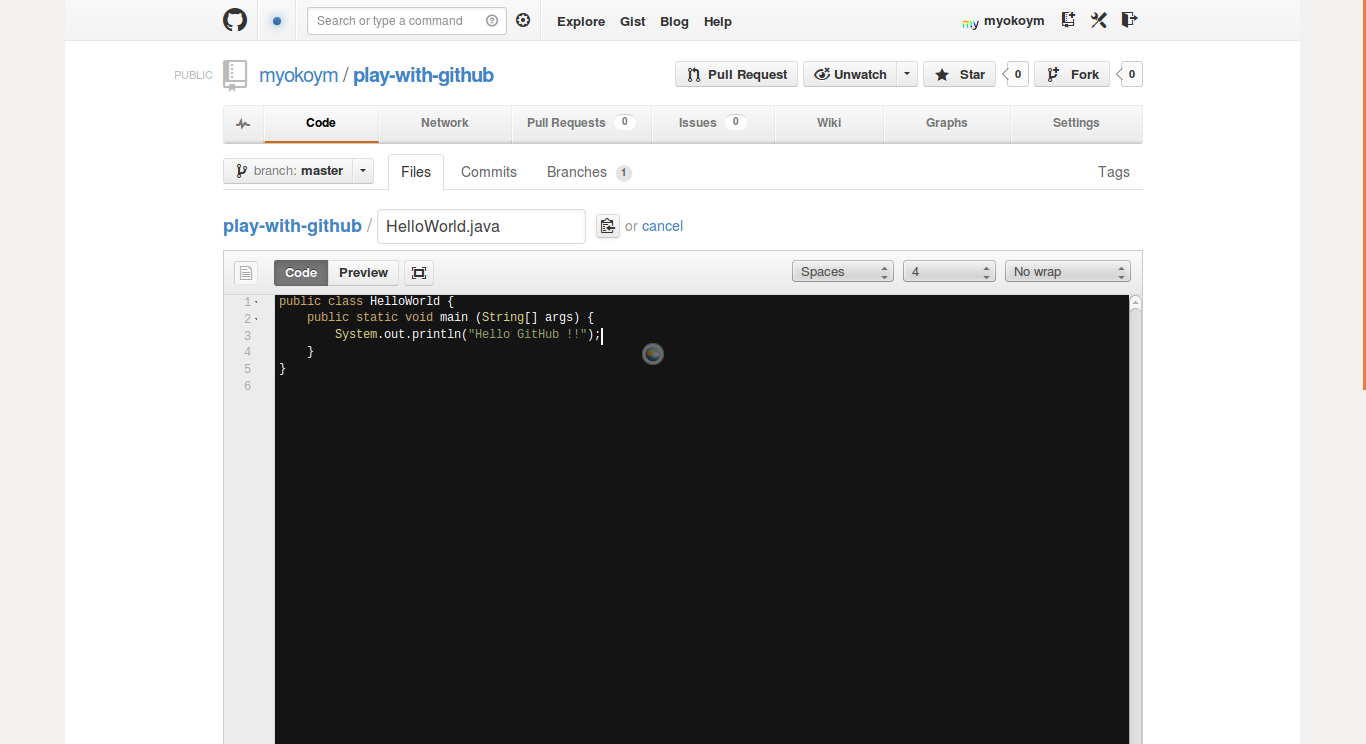 Search or type a command
Explore Gist Blog Help
my myokoym
PUBLIC myokoym / play-with-github
Pull Request Unwatch Star 0 Fork 0
Code Network Pull Requests 0 Issues 0 Wiki Graphs Settings
branch: master Files Commits Branches 1 Tags
play-with-github / HelloWorld.java or cancel
Code Preview Spaces 4 No wrap
1 public class HelloWorld {
2     public static void main (String[] args) {
3         System.out.println("Hello GitHub !!");
4     }
5 }
6